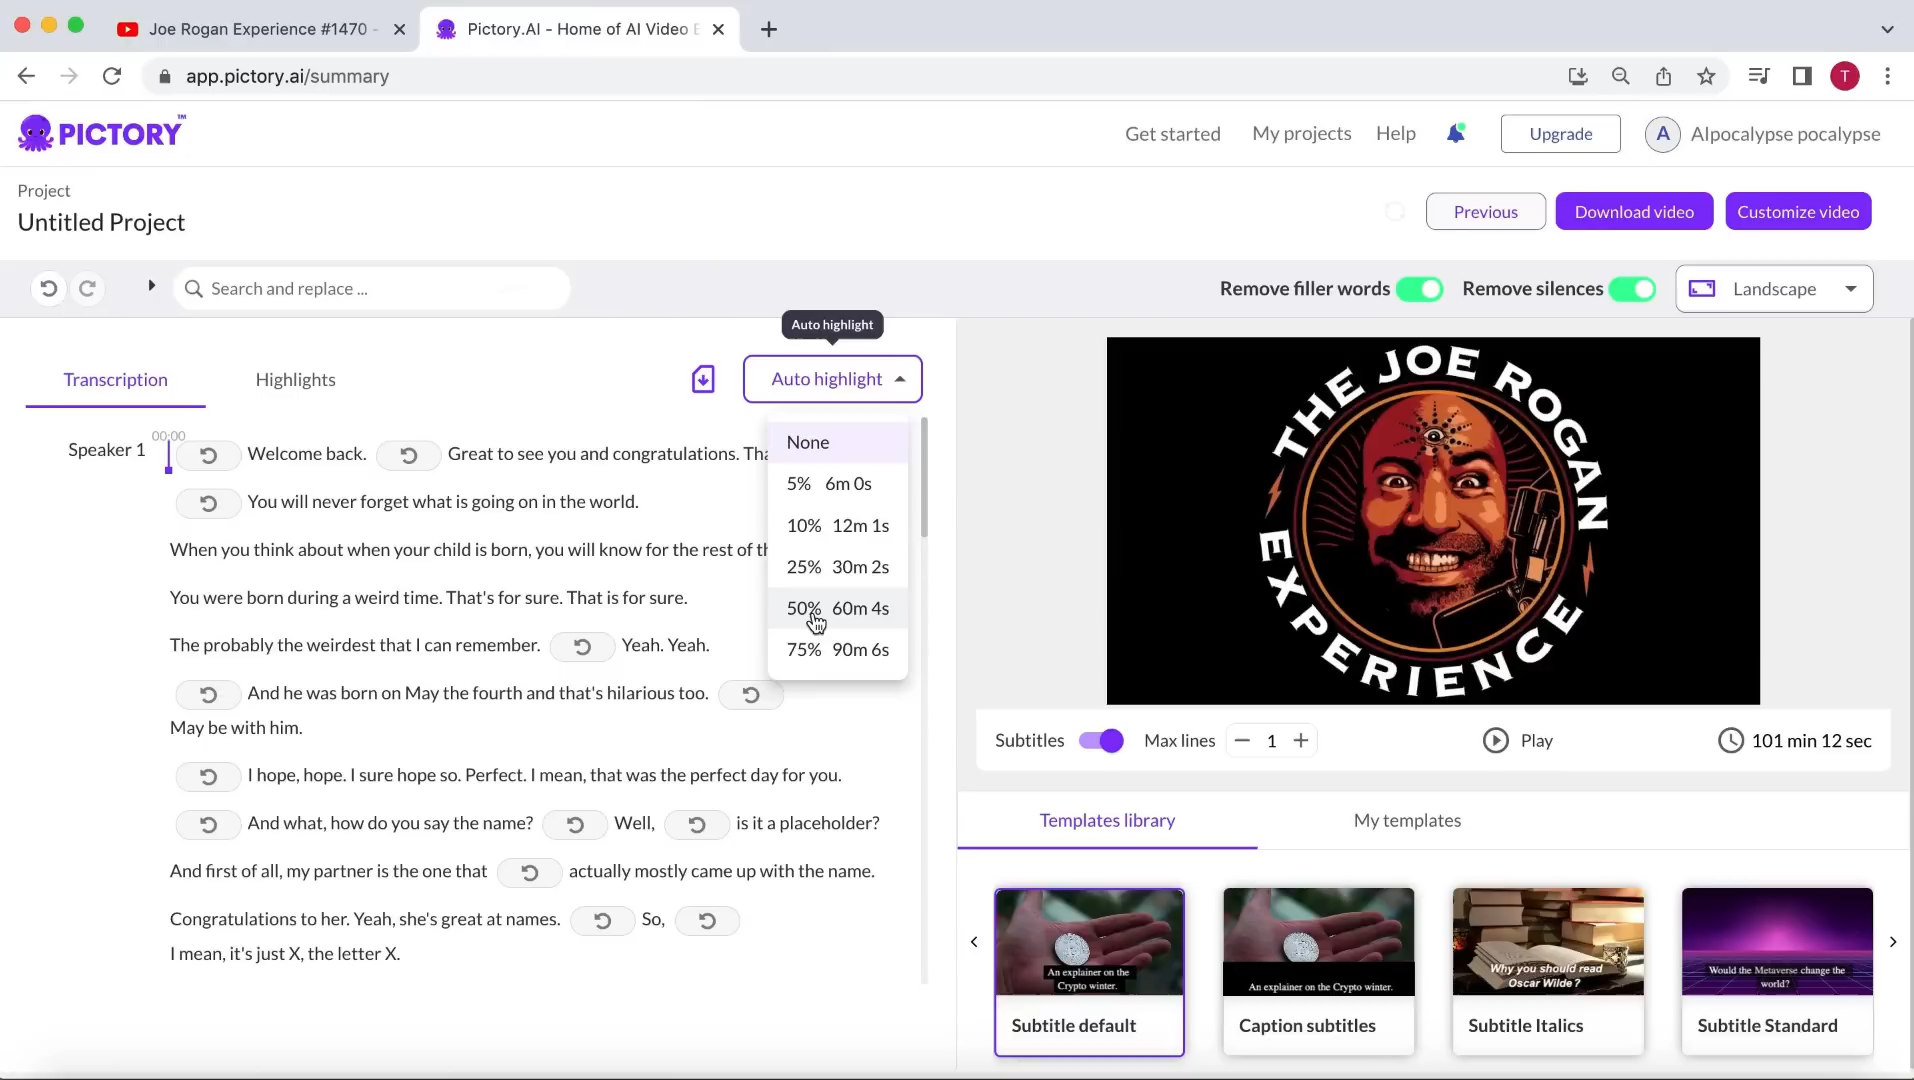 Joe Rogan Experience #1470 -
Pictory.AI - Home of AI Video E
app.pictory.ai/summary
T
PICTORY™
Get started
My projects
Help
Upgrade
A
AIpocalypse pocalypse
Project
Untitled Project
Previous
Download video
Customize video
Search and replace ...
Remove filler words
Remove silences
Landscape
Auto highlight
Transcription
Highlights
Auto highlight
None
5% 6m 0s
10% 12m 1s
25% 30m 2s
50% 60m 4s
75% 90m 6s
Speaker 1
00:00
Welcome back. Great to see you and congratulations. Tha
You will never forget what is going on in the world.
When you think about when your child is born, you will know for the rest of th
You were born during a weird time. That's for sure. That is for sure.
The probably the weirdest that I can remember. Yeah. Yeah.
And he was born on May the fourth and that's hilarious too.
May be with him.
I hope, hope. I sure hope so. Perfect. I mean, that was the perfect day for you.
And what, how do you say the name? Well, is it a placeholder?
And first of all, my partner is the one that actually mostly came up with the name.
Congratulations to her. Yeah, she's great at names. So,
I mean, it's just X, the letter X.
THE JOE ROGAN
EXPERIENCE
Subtitles
Max lines
1
Play
101 min 12 sec
Templates library
My templates
An explainer on the
Crypto winter.
Subtitle default
An explainer on the Crypto winter.
Caption subtitles
Why you should read
Oscar Wilde ?
Subtitle Italics
Would the Metaverse change the
world?
Subtitle Standard